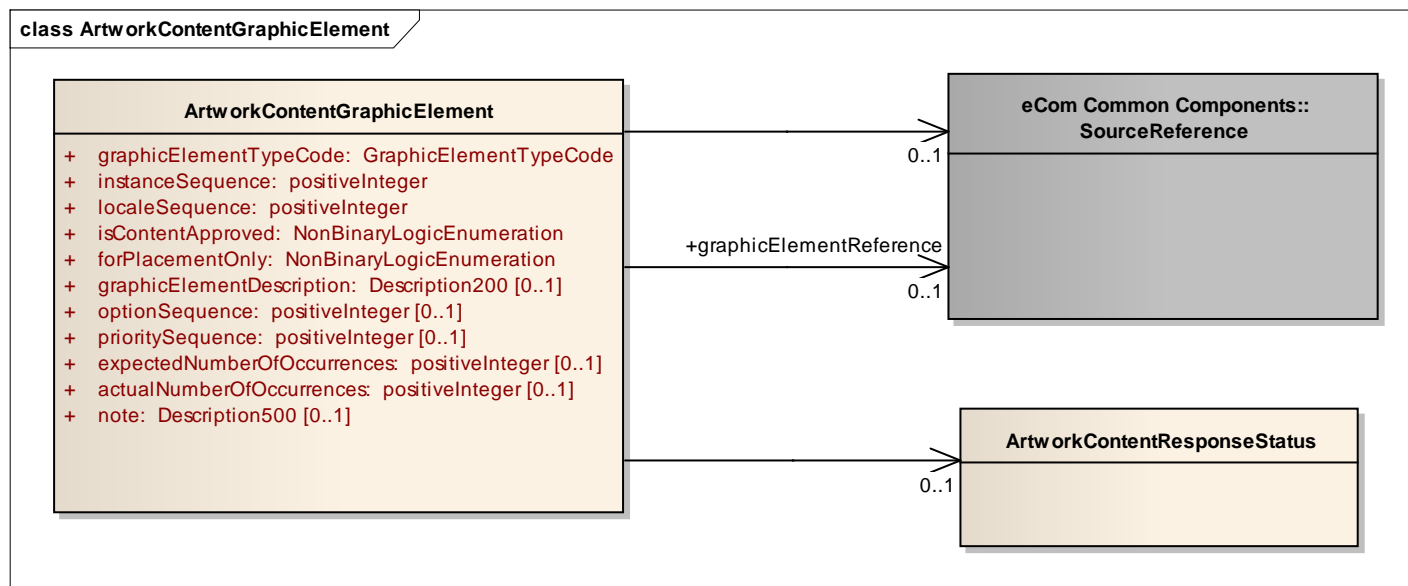 class ArtworkContentGraphicElement
ArtworkContentGraphicElement
+ graphicElementTypeCode: GraphicElementTypeCode
+ instanceSequence: positiveInteger
+ localeSequence: positiveInteger
+ isContentApproved: NonBinaryLogicEnumeration
+ forPlacementOnly: NonBinaryLogicEnumeration
+ graphicElementDescription: Description200 [0..1]
+ optionSequence: positiveInteger [0..1]
+ prioritySequence: positiveInteger [0..1]
+ expectedNumberOfOccurrences: positiveInteger [0..1]
+ actualNumberOfOccurrences: positiveInteger [0..1]
+ note: Description500 [0..1]
eCom Common Components::
SourceReference
0..1
+graphicElementReference
0..1
ArtworkContentResponseStatus
0..1